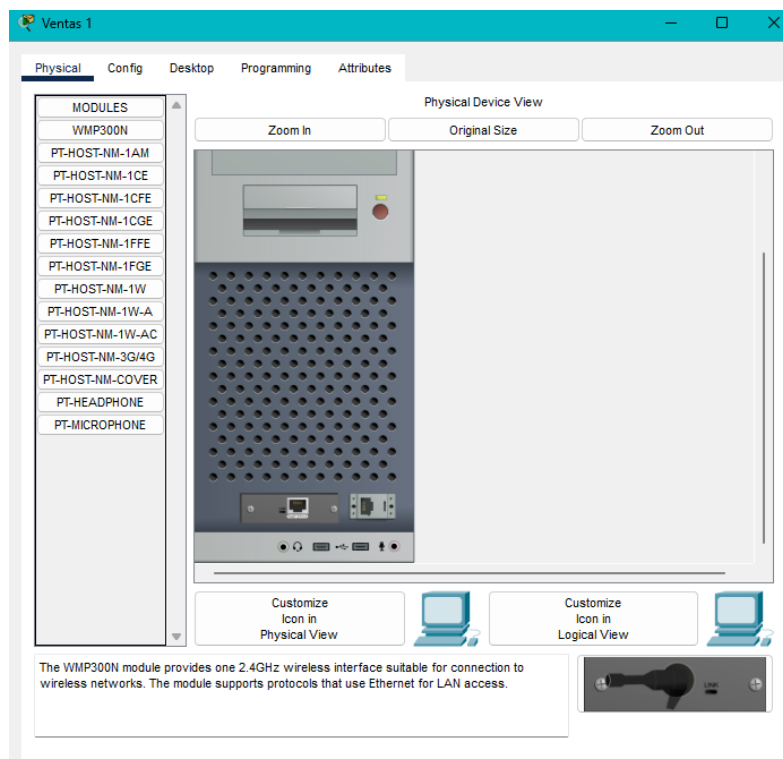 Ventas 1
Physical Config Desktop Programming Attributes
MODULES
WMP300N
PT-HOST-NM-1AM
PT-HOST-NM-1CE
PT-HOST-NM-1CFE
PT-HOST-NM-1CGE
PT-HOST-NM-1FFE
PT-HOST-NM-1FGE
PT-HOST-NM-1W
PT-HOST-NM-1W-A
PT-HOST-NM-1W-AC
PT-HOST-NM-3G/4G
PT-HOST-NM-COVER
PT-HEADPHONE
PT-MICROPHONE
Physical Device View
Zoom In Original Size Zoom Out
Customize
Icon in
Physical View
Customize
Icon in
Logical View
The WMP300N module provides one 2.4GHz wireless interface suitable for connection to
wireless networks. The module supports protocols that use Ethernet for LAN access.
LINK